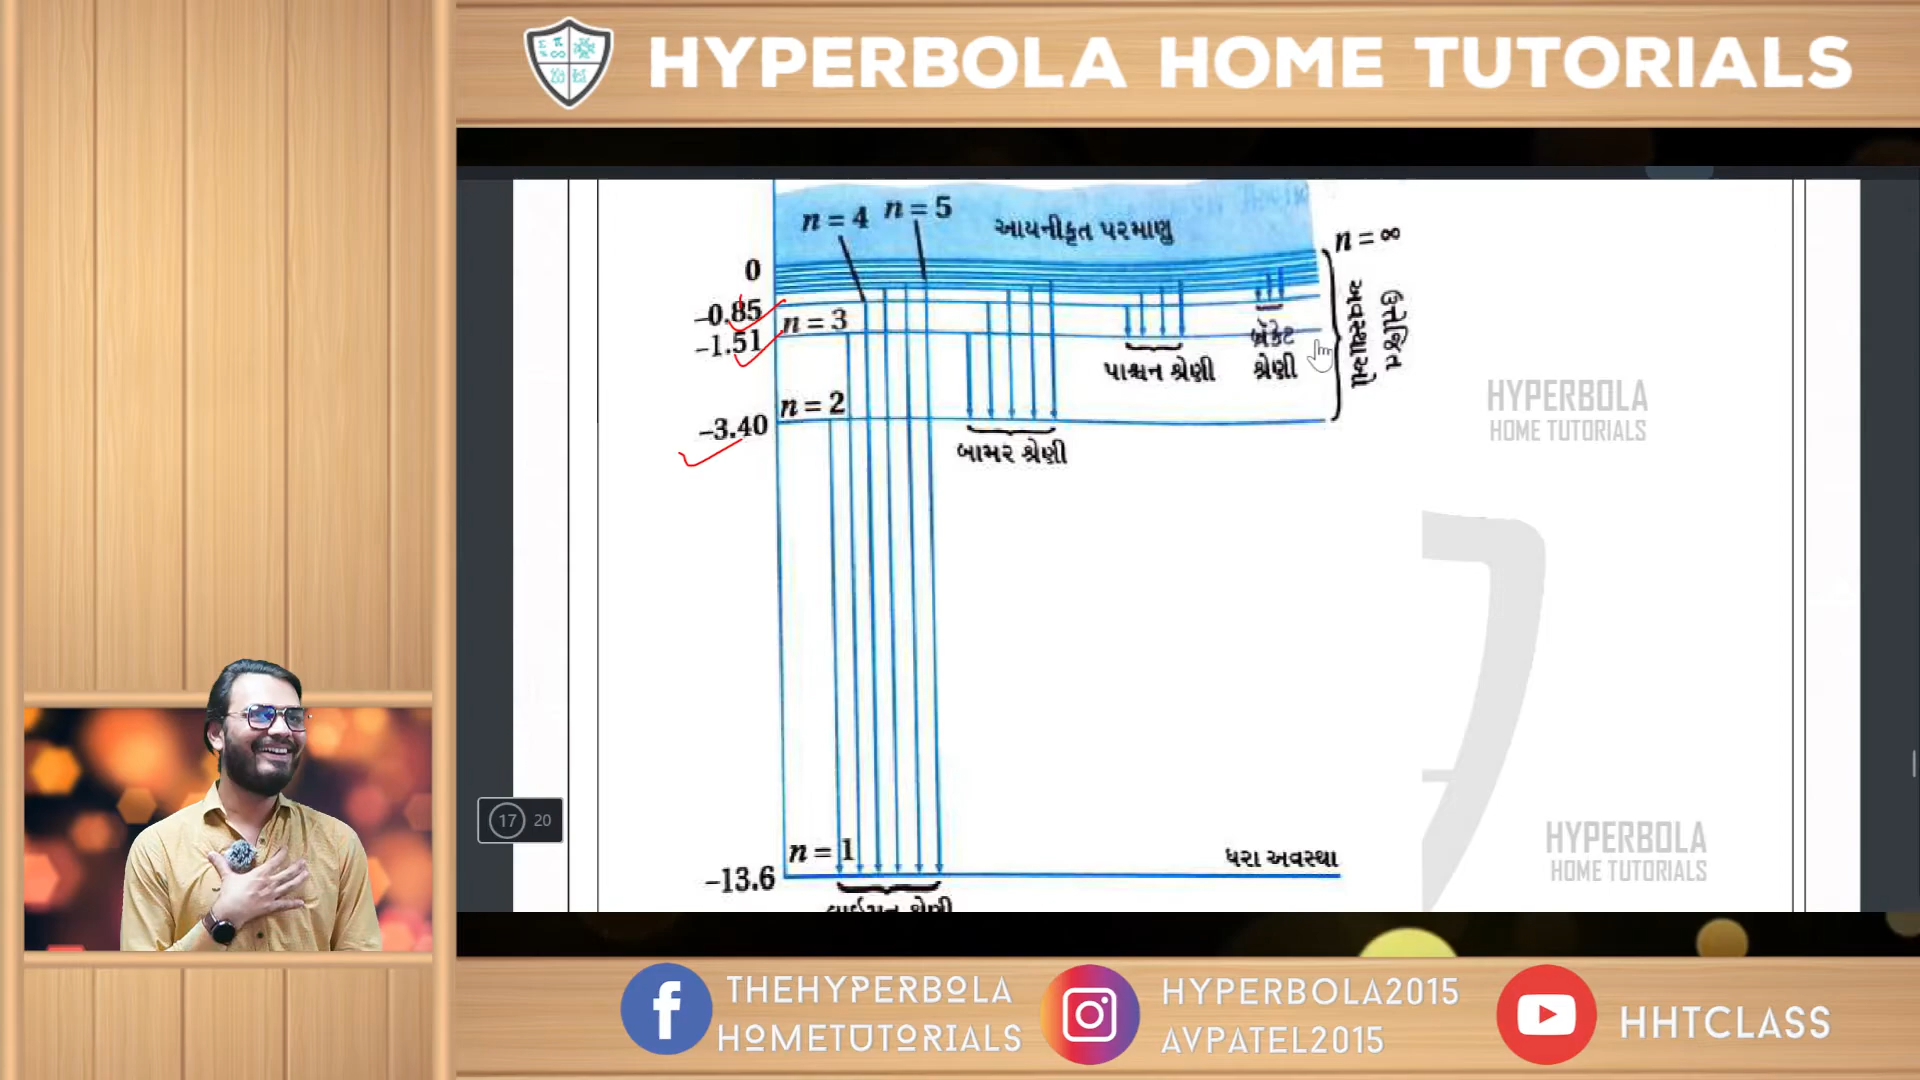 HYPERBOLA HOME TUTORIALS
n = 4 n = 5
આયનીકૃત પરમાણુ
n = ∞
0
–0.85
n = 3
–1.51
બ્રૅકેટ
શ્રેણી
પાશ્ચન શ્રેણી
ઉત્તેજિત
અવસ્થાઓ
n = 2
–3.40
બામર શ્રેણી
HYPERBOLA
HOME TUTORIALS
17 20
n = 1
ધરા અવસ્થા
–13.6
HYPERBOLA
HOME TUTORIALS
THEHYPERBOLA
HOMETUTORIALS
HYPERBOLA2015
AVPATEL2015
HHTCLASS